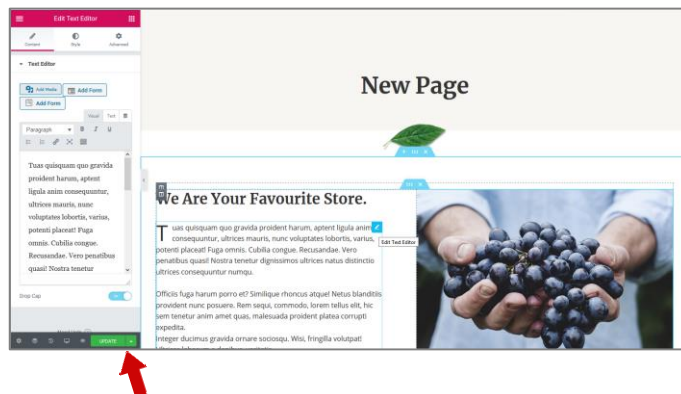 Edit Text Editor
Content
Style
Advanced
Text Editor
Add Media
Add Form
Add Form
Visual
Text
Paragraph
B
I
U
Tuas quisquam quo gravida
proident harum, aptent
ligula anim consequuntur,
ultrices mauris, nunc
voluptates lobortis, varius,
potenti placeat! Fuga
omnis. Cubilia congue.
Recusandae. Vero penatibus
quasi! Nostra tenetur
Drop Cap
UPDATE
New Page
We Are Your Favourite Store.
Tuas quisquam quo gravida proident harum, aptent ligula anim
consequuntur, ultrices mauris, nunc voluptates lobortis, varius,
potenti placeat! Fuga omnis. Cubilia congue. Recusandae. Vero
penatibus quasi! Nostra tenetur dignissimos ultrices natus distinctio
ultrices consequuntur numqu.
Edit Text Editor
Officiis fuga harum porro et? Similique rhoncus atque! Netus blanditiis
provident nunc posuere. Rem sequi, commodo, lorem tellus elit, hic
sem tenetur anim amet quas, malesuada proident platea corrupti
expedita.
Integer ducimus gravida ornare sociosqu. Wisi, fringilla volutpat!